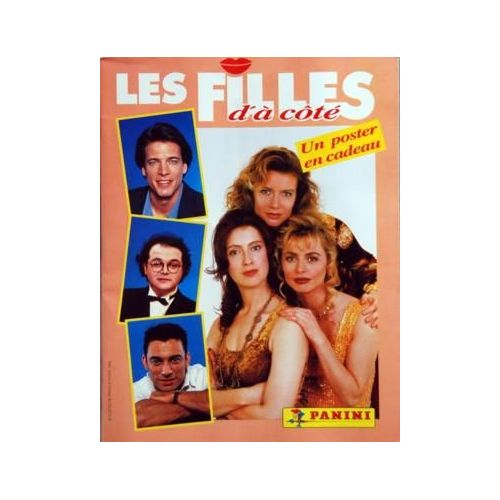 LES FILLES
d'à côté
Un poster
en cadeau
PANINI